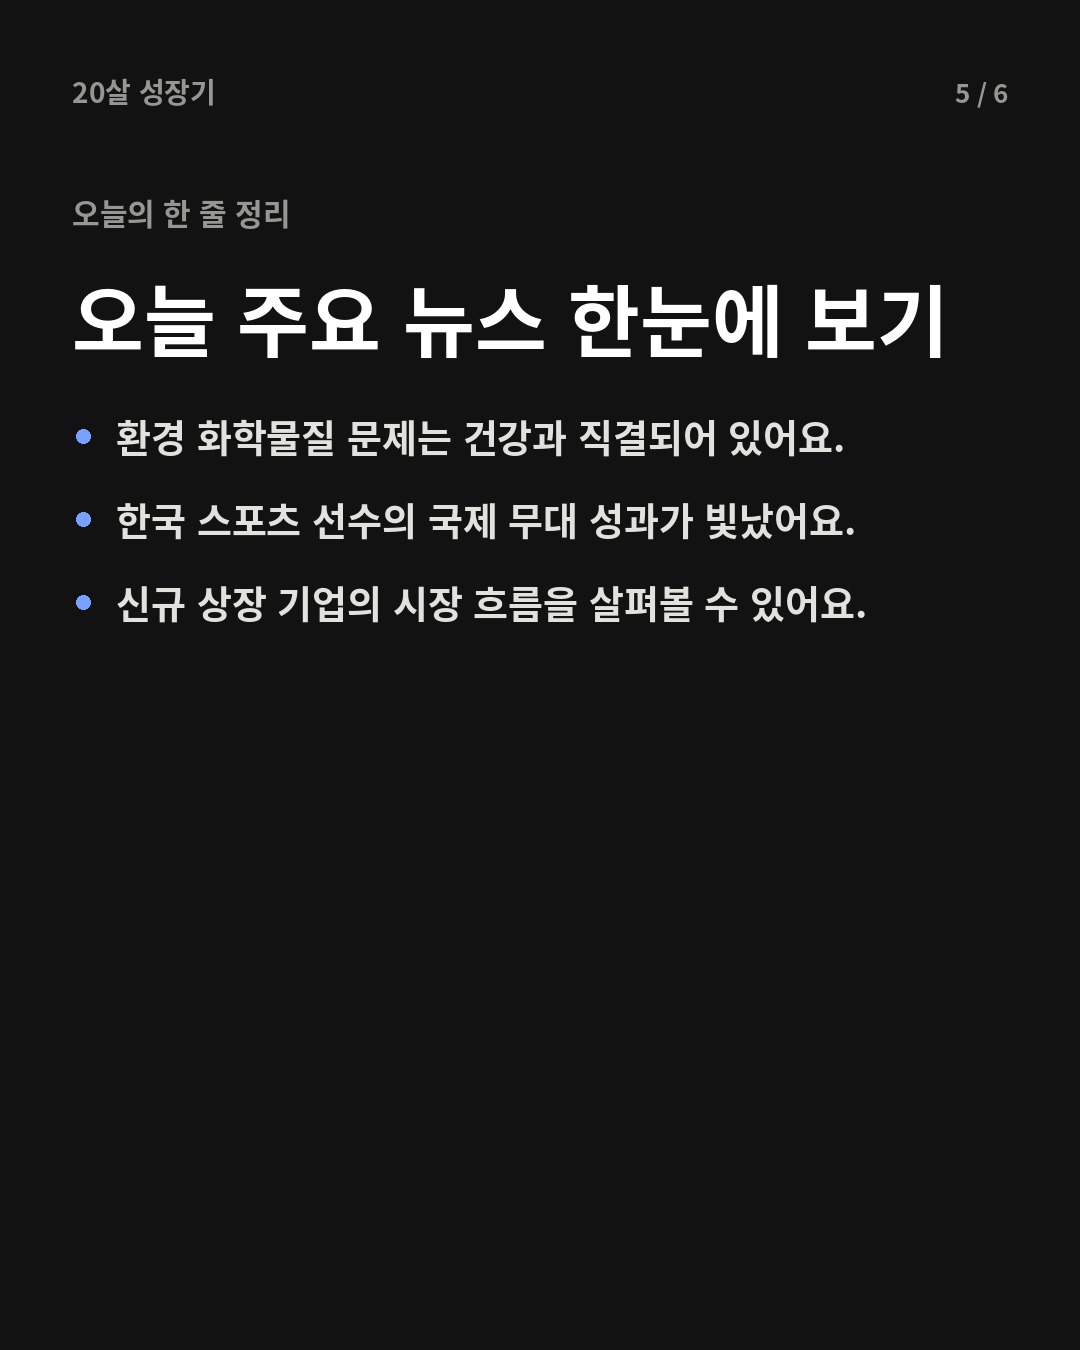 20살 성장기
5 / 6
오늘의 한 줄 정리
오늘 주요 뉴스 한눈에 보기
환경 화학물질 문제는 건강과 직결되어 있어요.
한국 스포츠 선수의 국제 무대 성과가 빛났어요.
신규 상장 기업의 시장 흐름을 살펴볼 수 있어요.